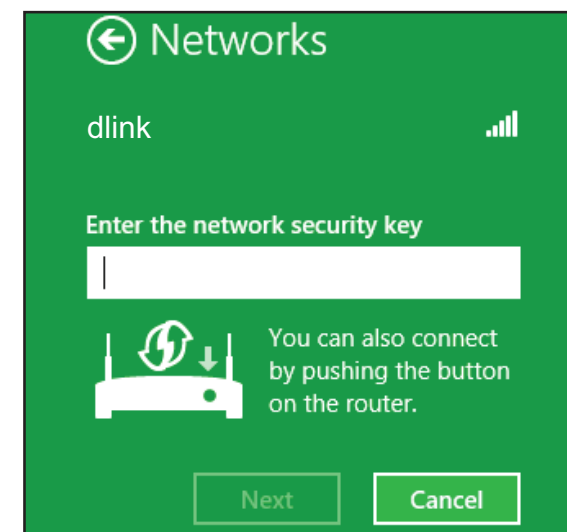 Networks
dlink
Enter the network security key
You can also connect
by pushing the button
on the router.
Next
Cancel